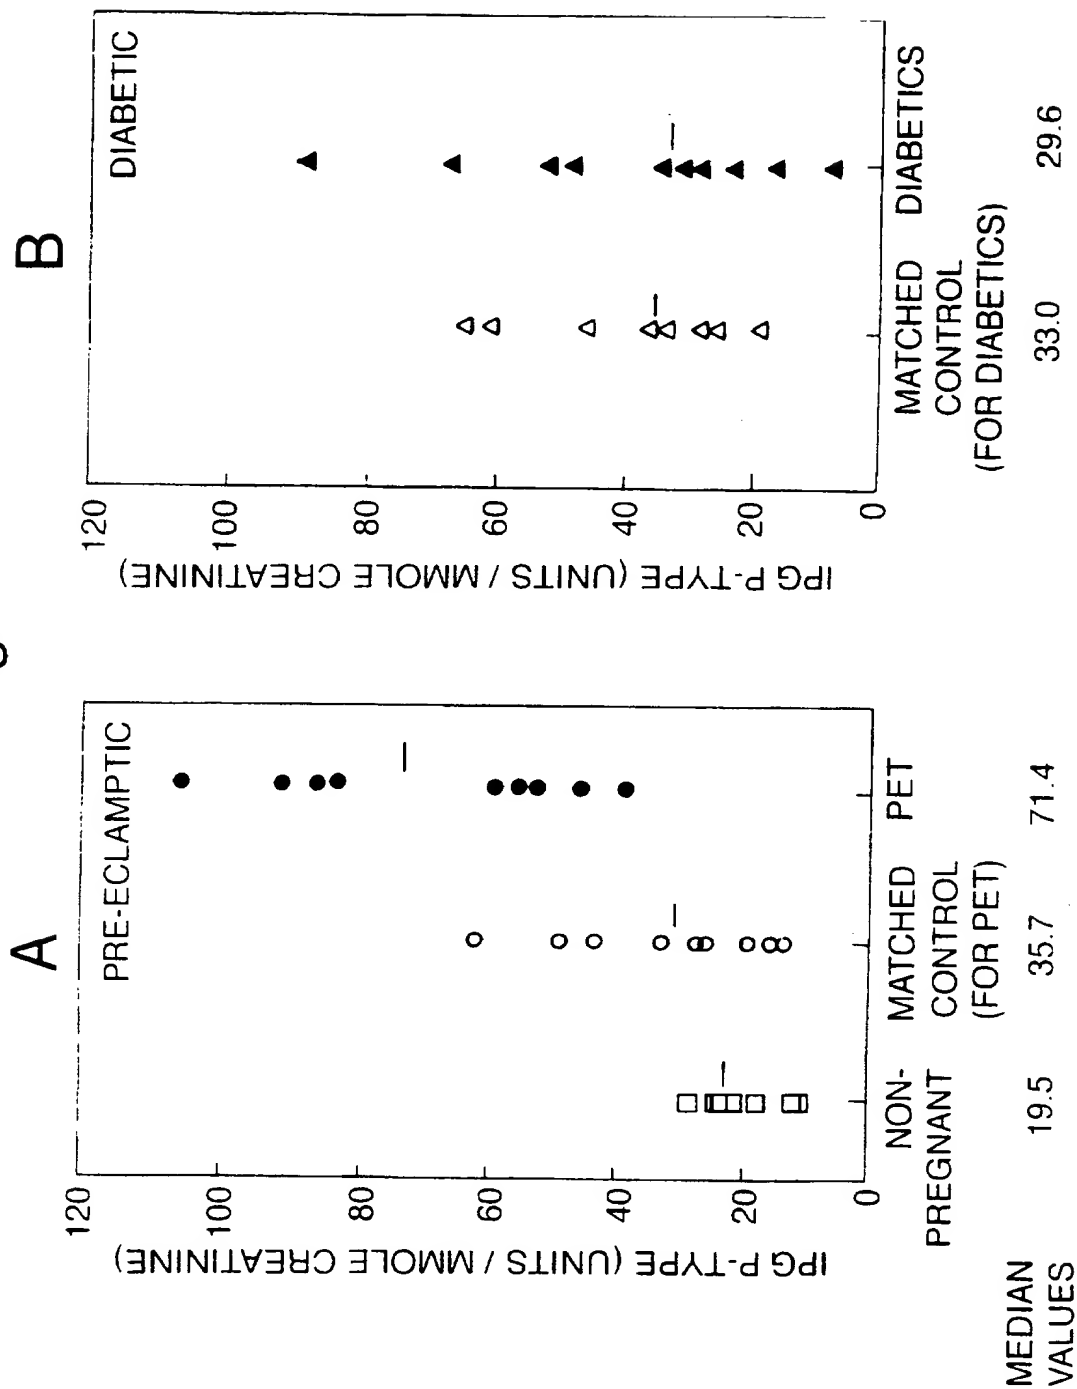 A
PRE-ECLAMPTIC
IPG P-TYPE (UNITS / MMOLE CREATININE)
120
100
80
60
40
20
0
NON-
PREGNANT
MATCHED
CONTROL
(FOR PET)
PET
MEDIAN
VALUES
19.5
35.7
71.4
B
DIABETIC
IPG P-TYPE (UNITS / MMOLE CREATININE)
120
100
80
60
40
20
0
MATCHED
CONTROL
(FOR DIABETICS)
DIABETICS
33.0
29.6